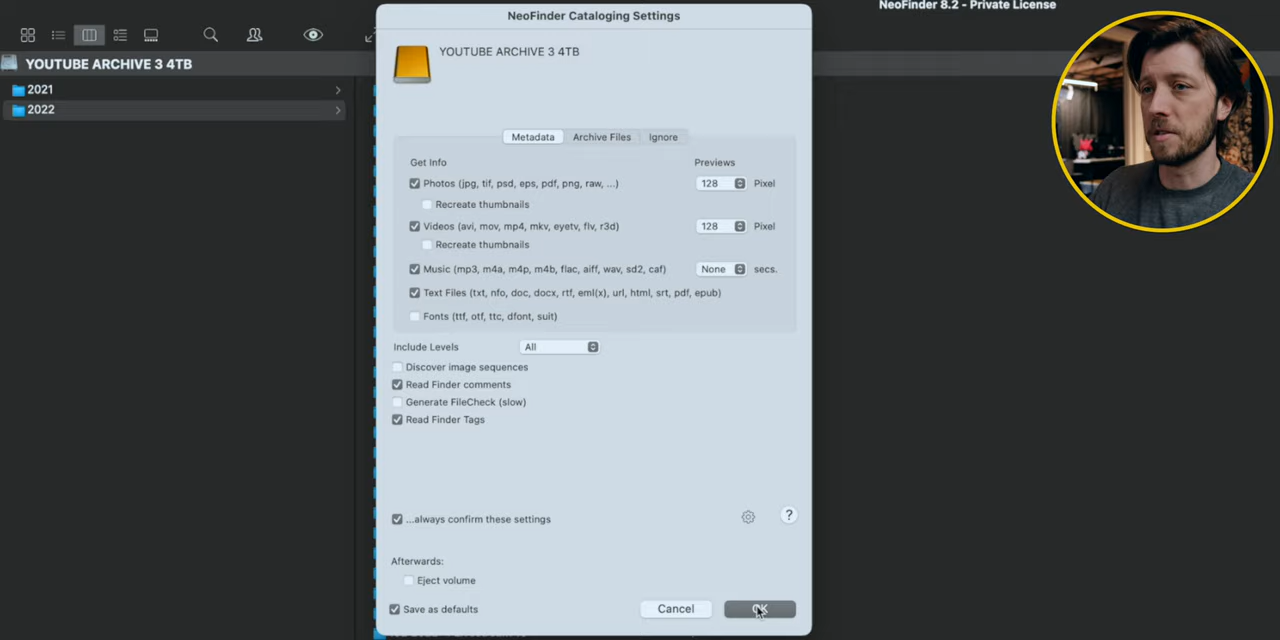 NeoFinder Cataloging Settings
NeoFinder 8.2 - Private License
YOUTUBE ARCHIVE 3 4TB
2021
2022
YOUTUBE ARCHIVE 3 4TB
Metadata
Archive Files
Ignore
Get Info
Previews
Photos (jpg, tif, psd, eps, pdf, png, raw, ...)
128
Pixel
Recreate thumbnails
Videos (avi, mov, mp4, mkv, eyetv, flv, r3d)
128
Pixel
Recreate thumbnails
Music (mp3, m4a, m4p, m4b, flac, aiff, wav, sd2, caf)
None
secs.
Text Files (txt, nfo, doc, docx, rtf, eml(x), url, html, srt, pdf, epub)
Fonts (ttf, otf, ttc, dfont, suit)
Include Levels
All
Discover image sequences
Read Finder comments
Generate FileCheck (slow)
Read Finder Tags
...always confirm these settings
?
Afterwards:
Eject volume
Save as defaults
Cancel
OK